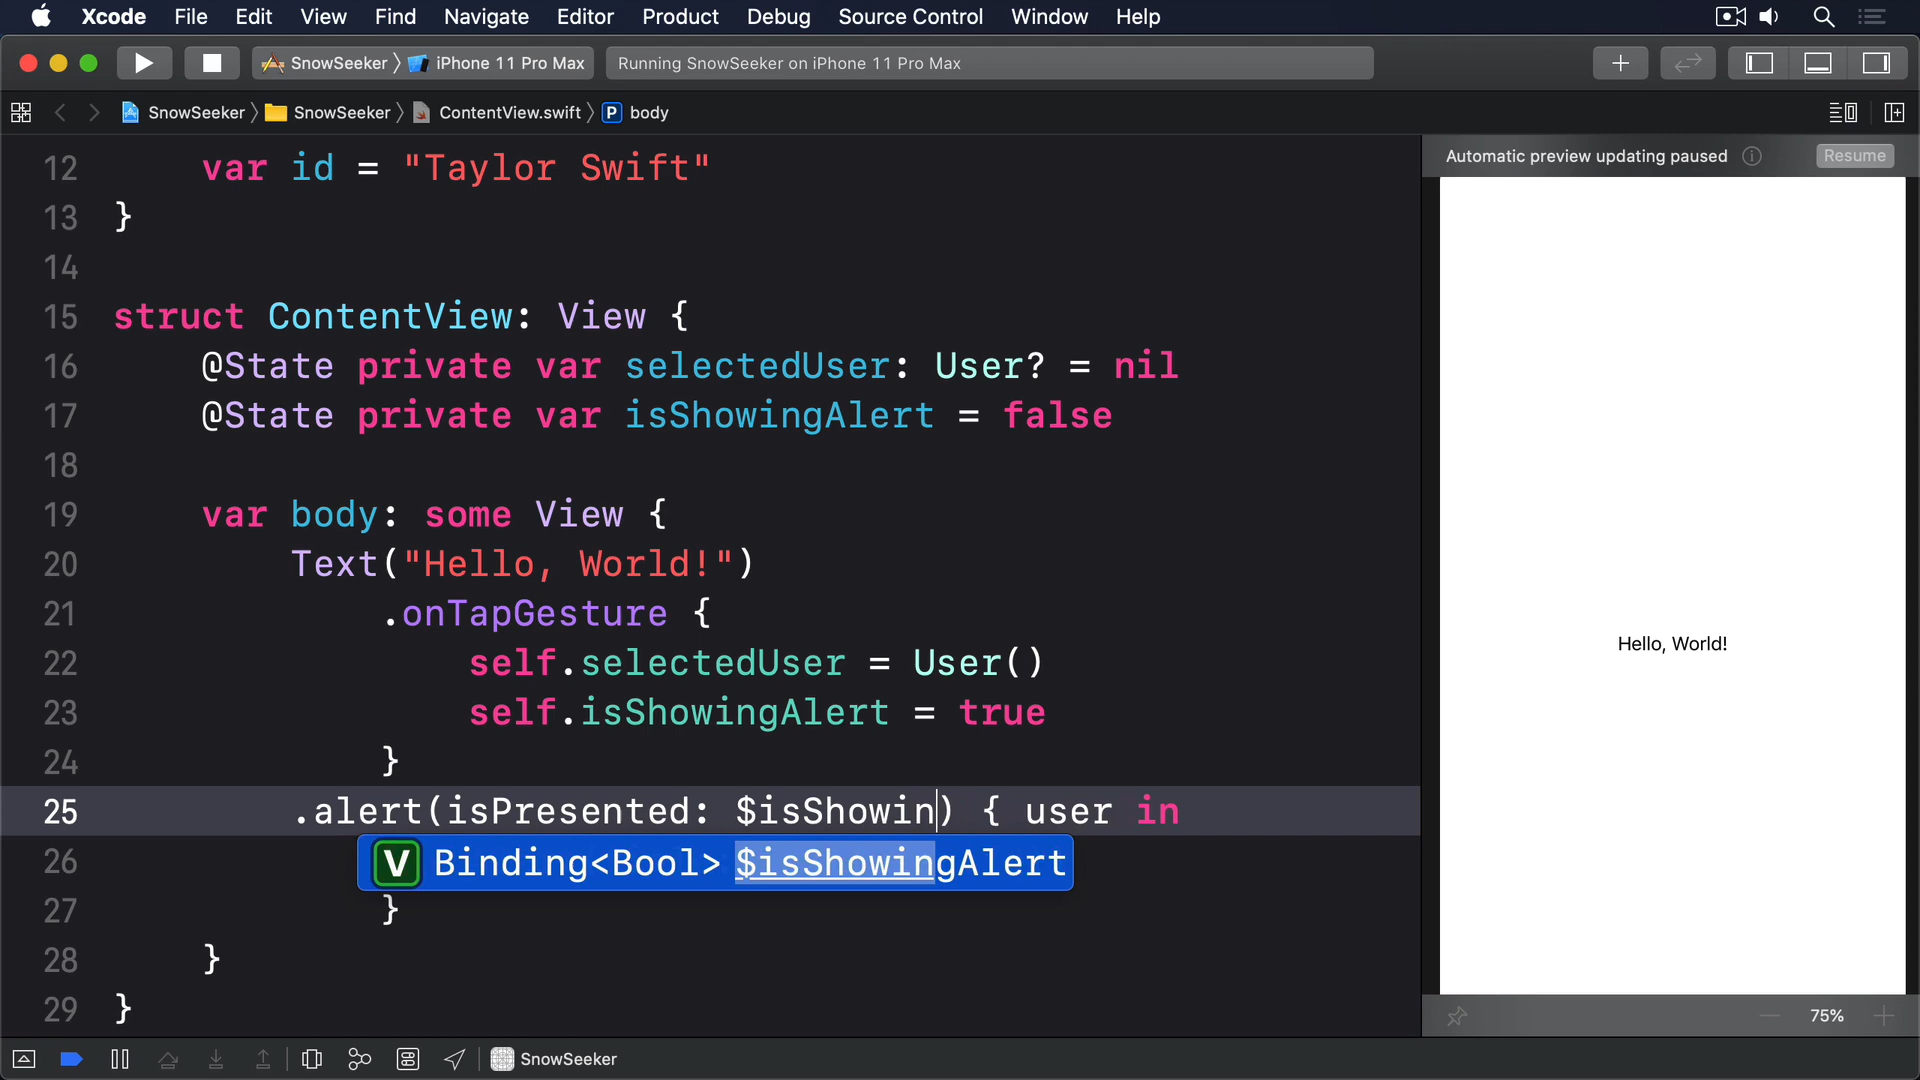 Xcode File Edit View Find Navigate Editor Product Debug Source Control Window Help
SnowSeeker iPhone 11 Pro Max Running SnowSeeker on iPhone 11 Pro Max
SnowSeeker SnowSeeker ContentView.swift P body
Automatic preview updating paused Resume
12 var id = "Taylor Swift"
13 }
14
15 struct ContentView: View {
16 @State private var selectedUser: User? = nil
17 @State private var isShowingAlert = false
18
19 var body: some View {
20 Text("Hello, World!")
21 .onTapGesture {
22 self.selectedUser = User()
23 self.isShowingAlert = true
24 }
25 .alert(isPresented: $isShowin) { user in
26 V Binding<Bool> $isShowingAlert
27 }
28 }
29 }
Hello, World!
75%
SnowSeeker